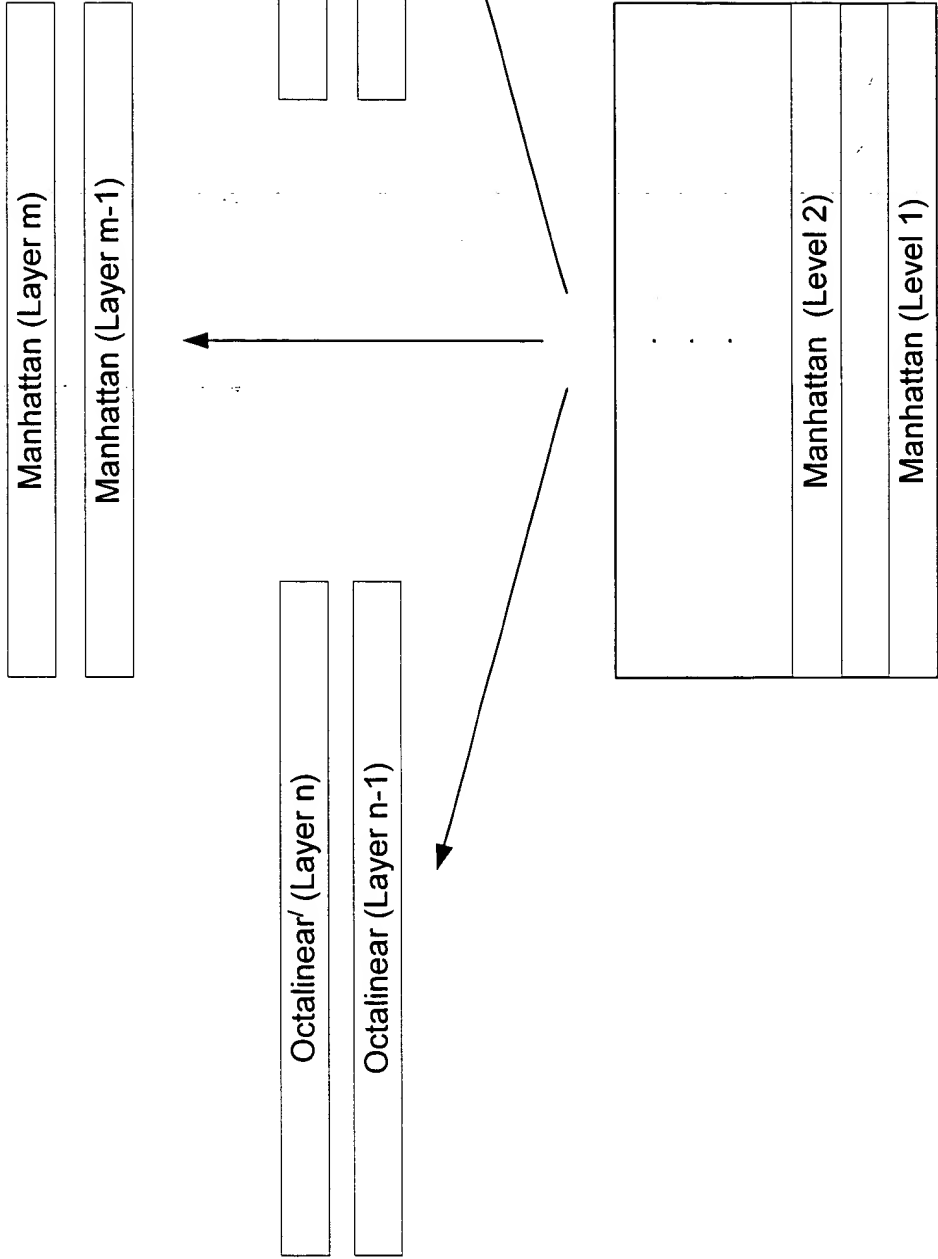 Manhattan (Layer m)
Manhattan (Layer m-1)
Octalinear' (Layer n)
Octalinear (Layer n-1)
Manhattan (Level 2)
Manhattan (Level 1)